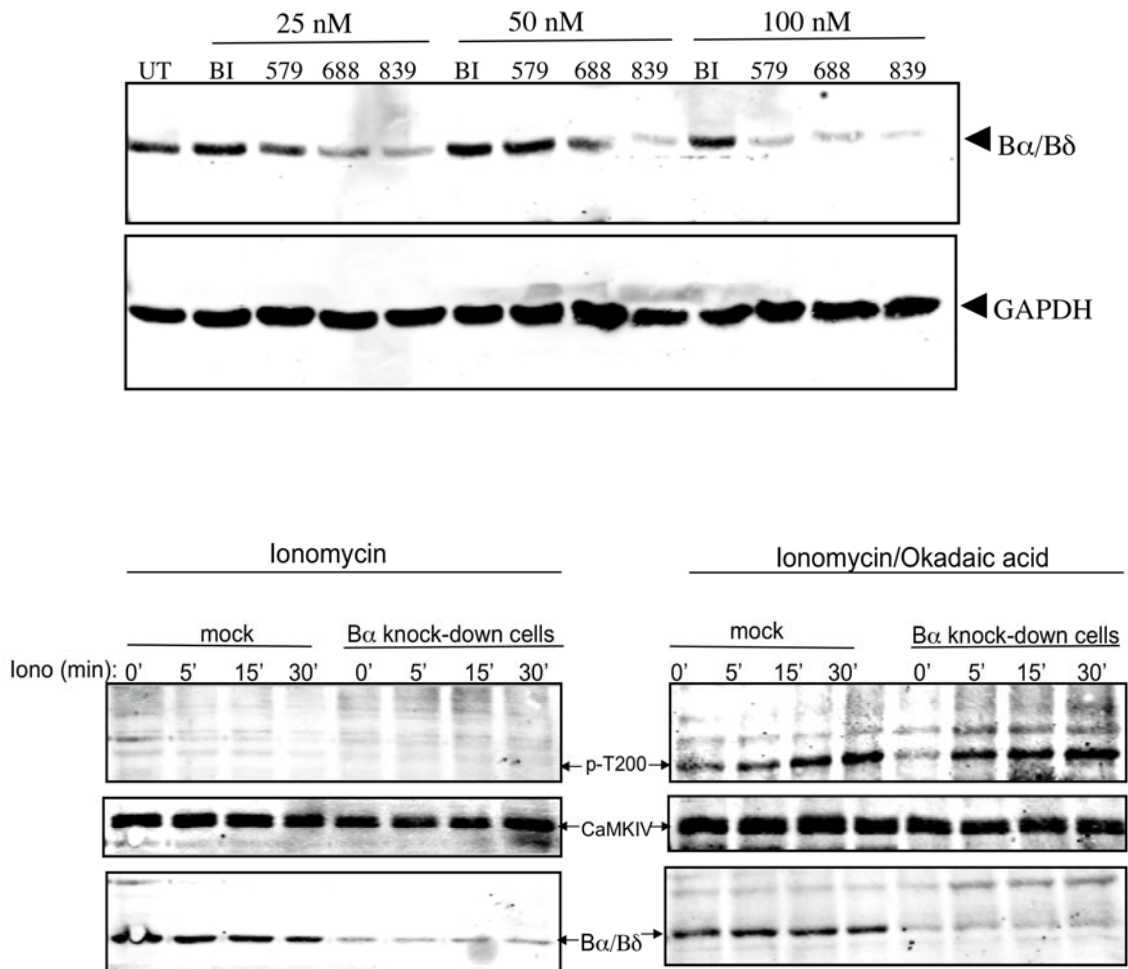 25 nM 50 nM 100 nM
UT BI 579 688 839 BI 579 688 839 BI 579 688 839
Bα/Bδ
GAPDH
Ionomycin Ionomycin/Okadaic acid
mock Bα knock-down cells mock Bα knock-down cells
Iono (min): 0' 5' 15' 30' 0' 5' 15' 30' 0' 5' 15' 30' 0' 5' 15' 30'
p-T200
CaMKIV
Bα/Bδ